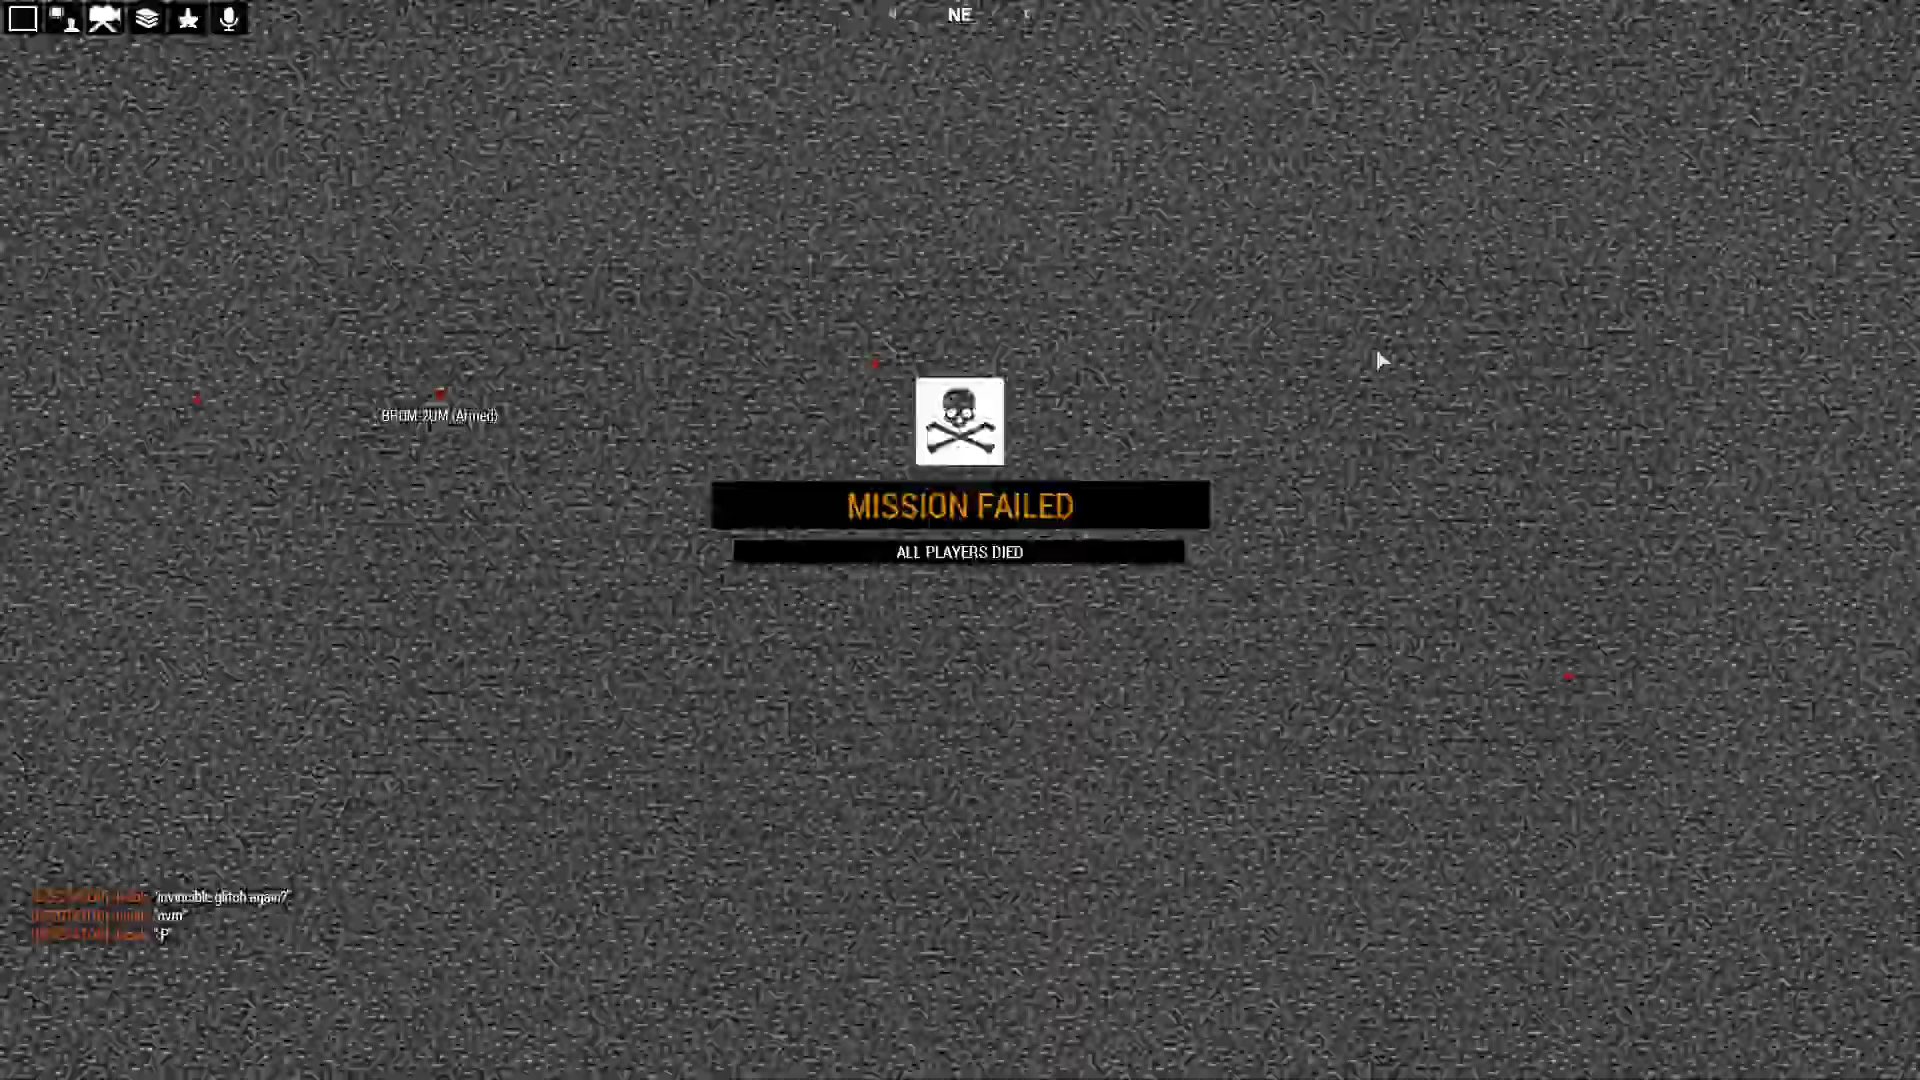 NE
BRDM-2UM (Armed)
MISSION FAILED
ALL PLAYERS DIED
"invincible glitch again?"
"nvm"
":P"